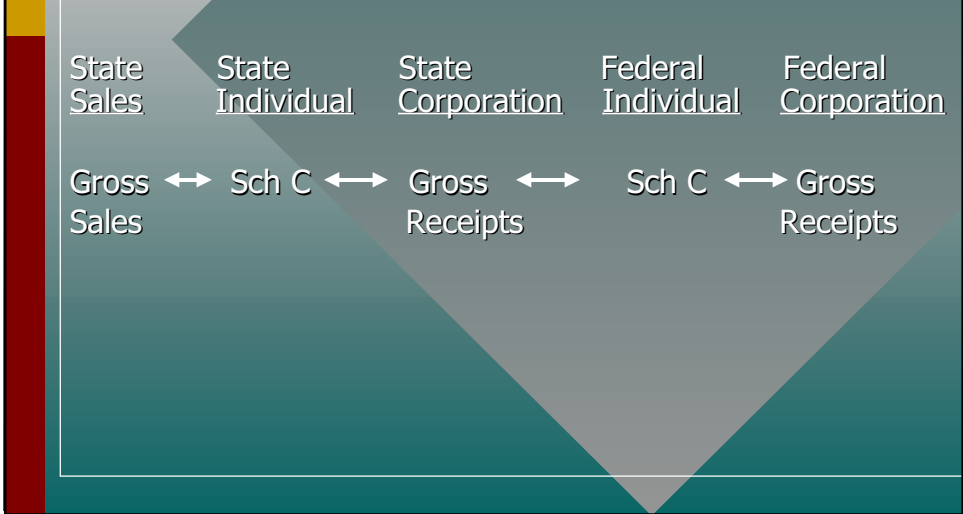 State State State Federal Federal
Sales Individual Corporation Individual Corporation
Gross ↔ Sch C ↔ Gross ↔ Sch C ↔ Gross
Sales Receipts Receipts